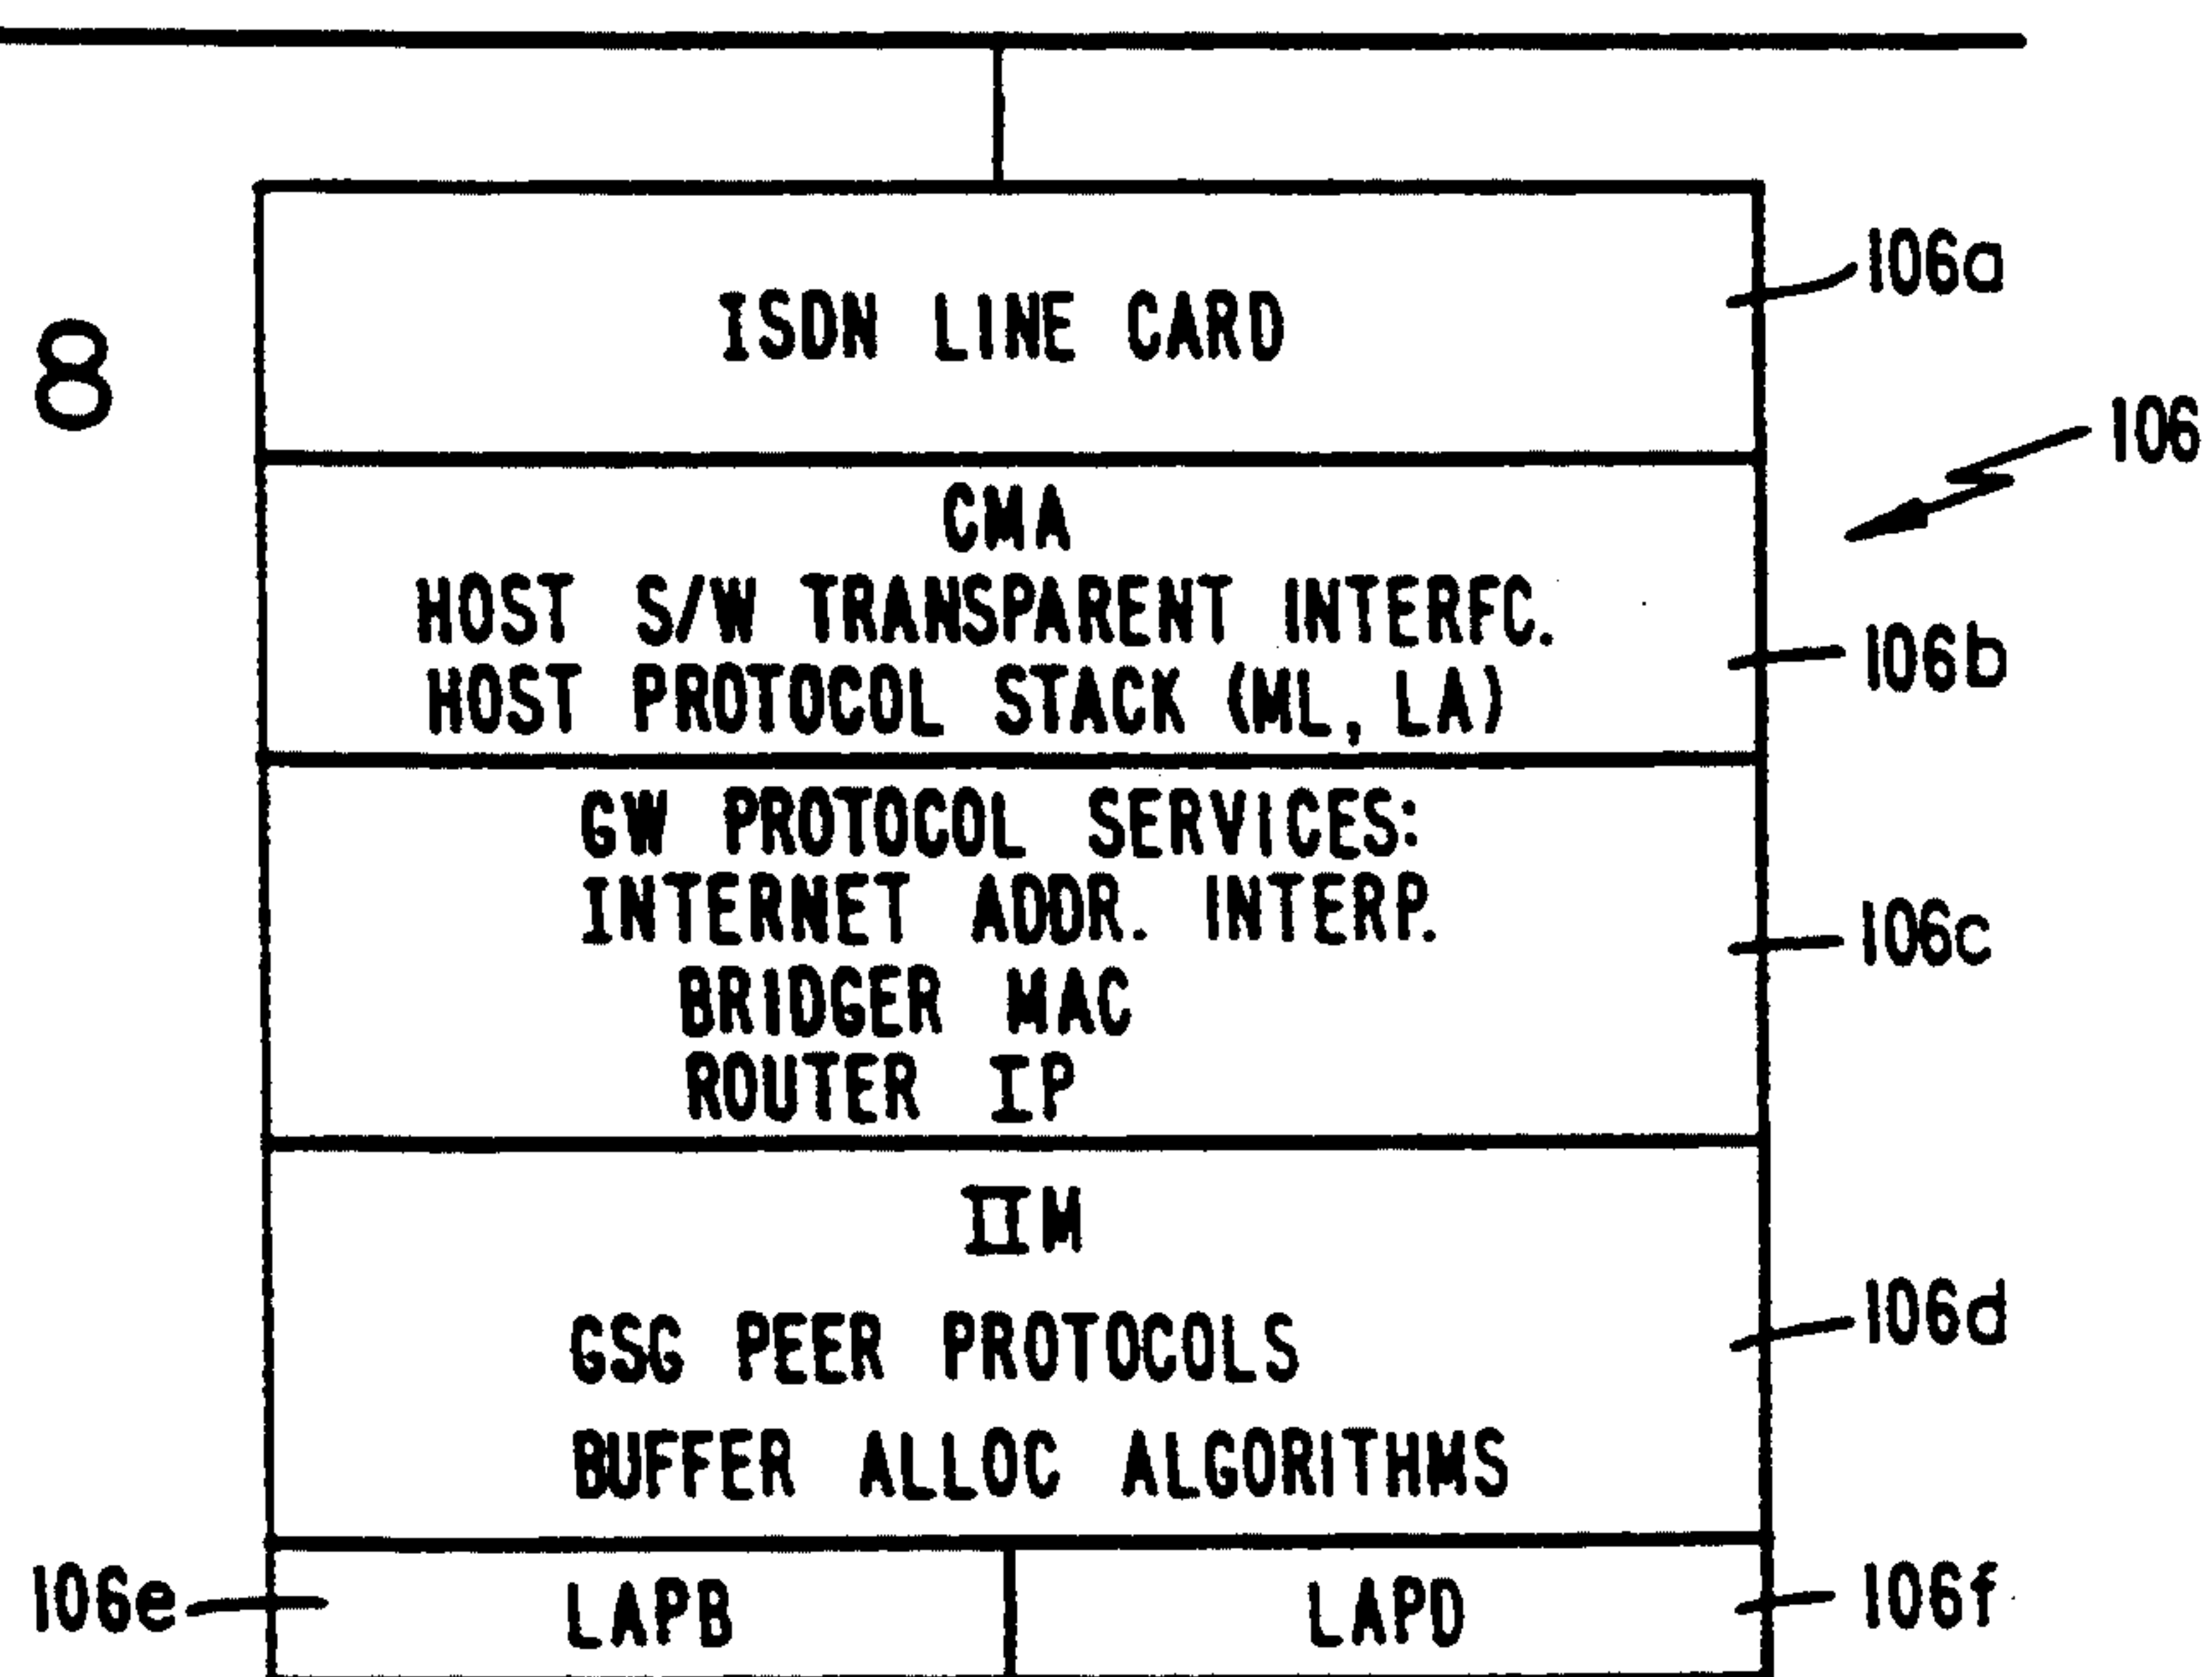 8
ISDN LINE CARD
106a
106
CMA
HOST S/W TRANSPARENT INTERFC.
HOST PROTOCOL STACK (ML, LA)
106b
GW PROTOCOL SERVICES:
INTERNET ADDR. INTERP.
BRIDGER MAC
ROUTER IP
106c
IIM
GSG PEER PROTOCOLS
BUFFER ALLOC ALGORITHMS
106d
106e
LAPB
LAPD
106f